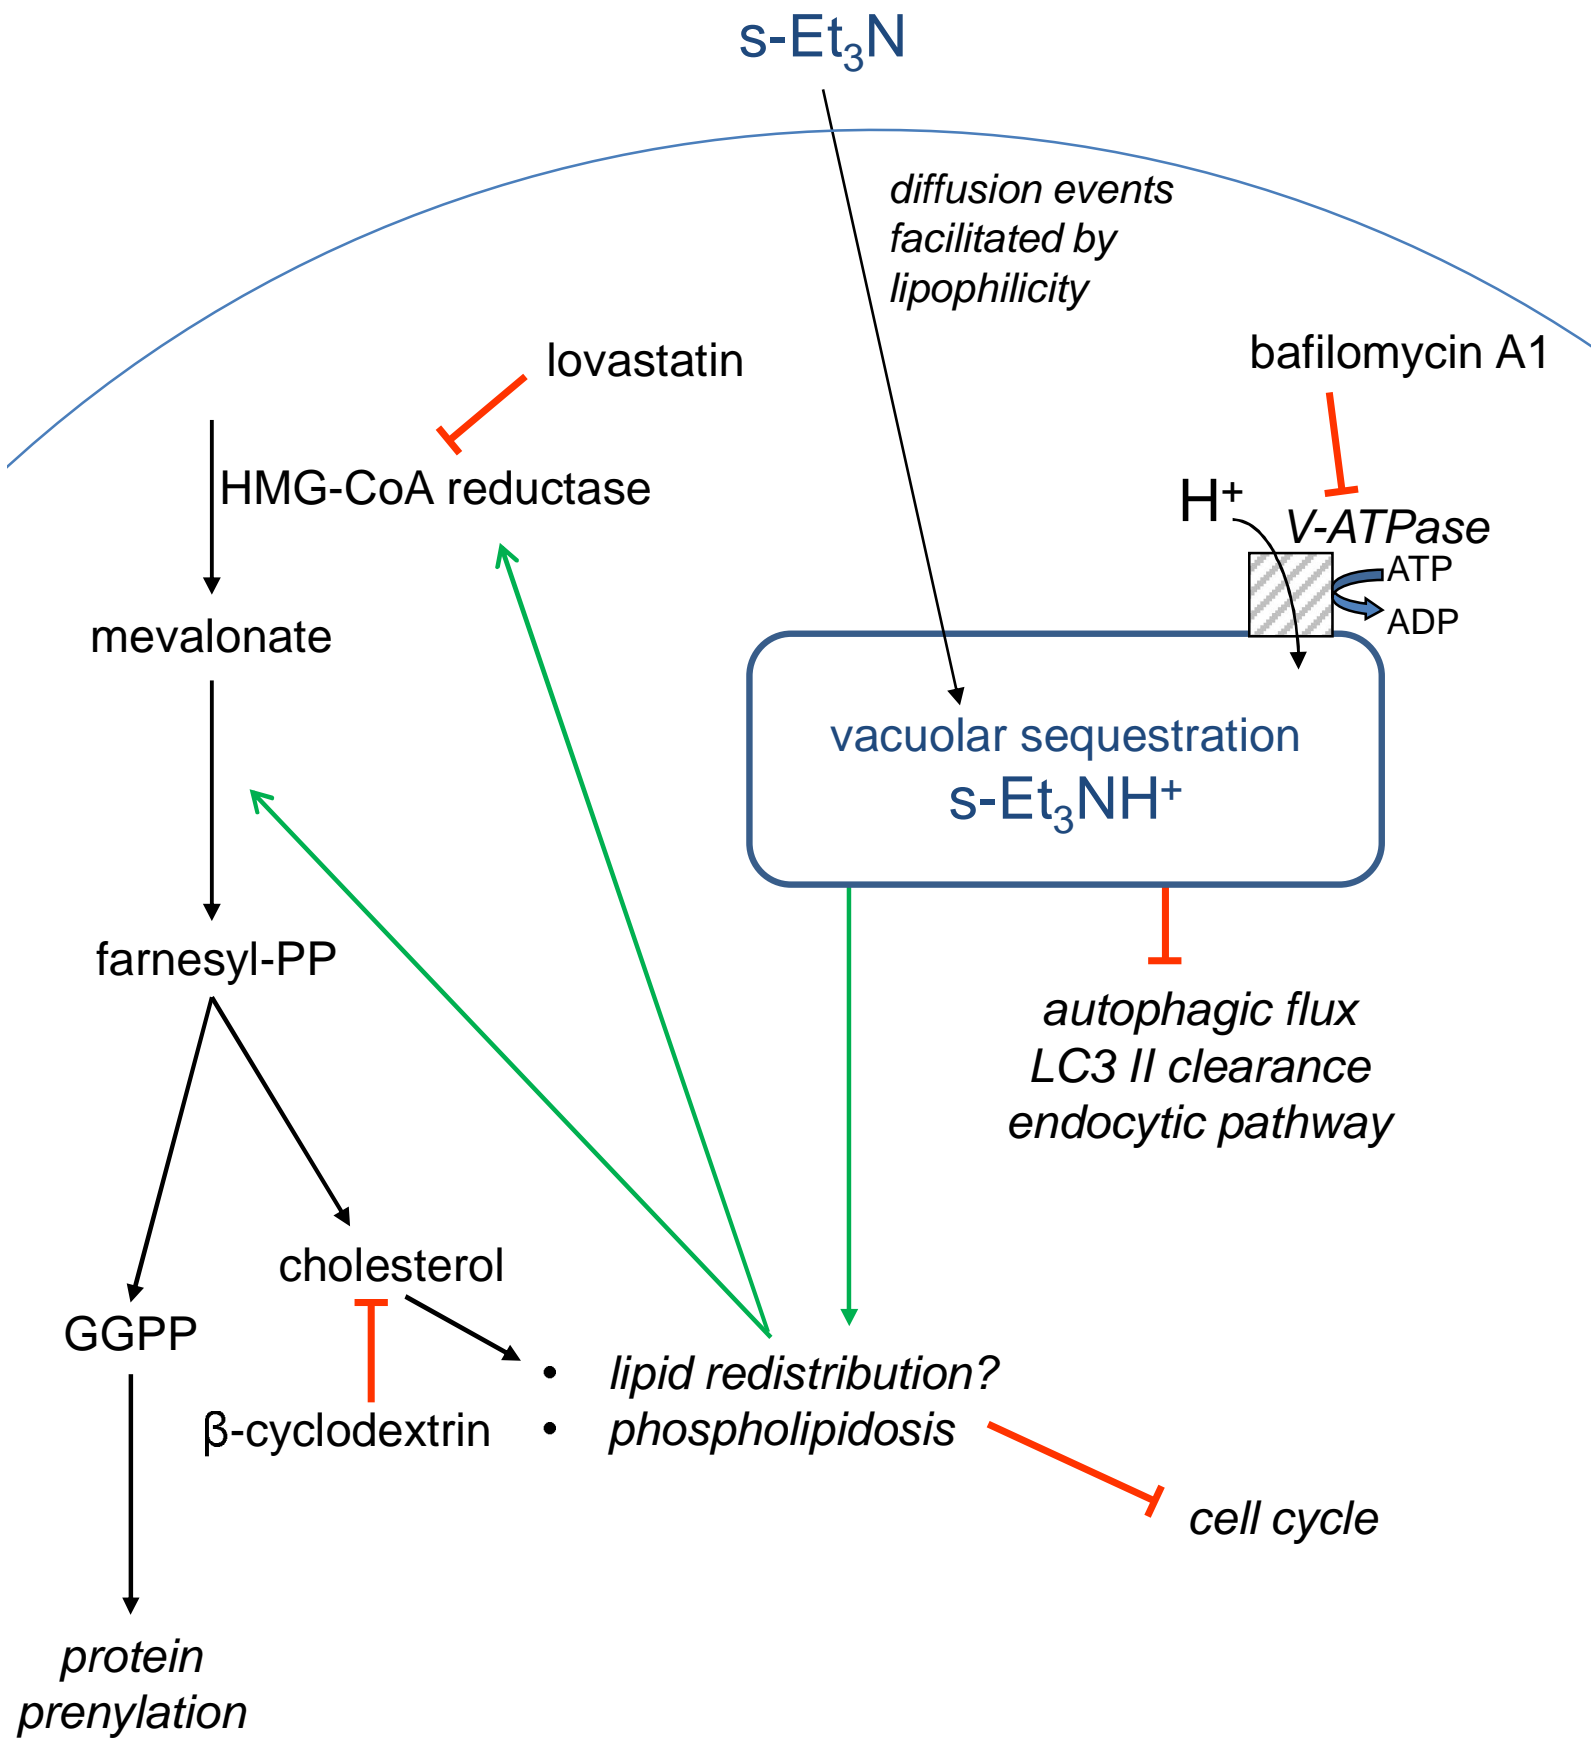 s-Et₃N
diffusion events
facilitated by
lipophilicity
lovastatin
bafilomycin A1
HMG-CoA reductase
H⁺
V-ATPase
ATP
ADP
mevalonate
vacuolar sequestration
s-Et₃NH⁺
farnesyl-PP
autophagic flux
LC3 II clearance
endocytic pathway
cholesterol
GGPP
• lipid redistribution?
β-cyclodextrin
• phospholipidosis
cell cycle
protein
prenylation